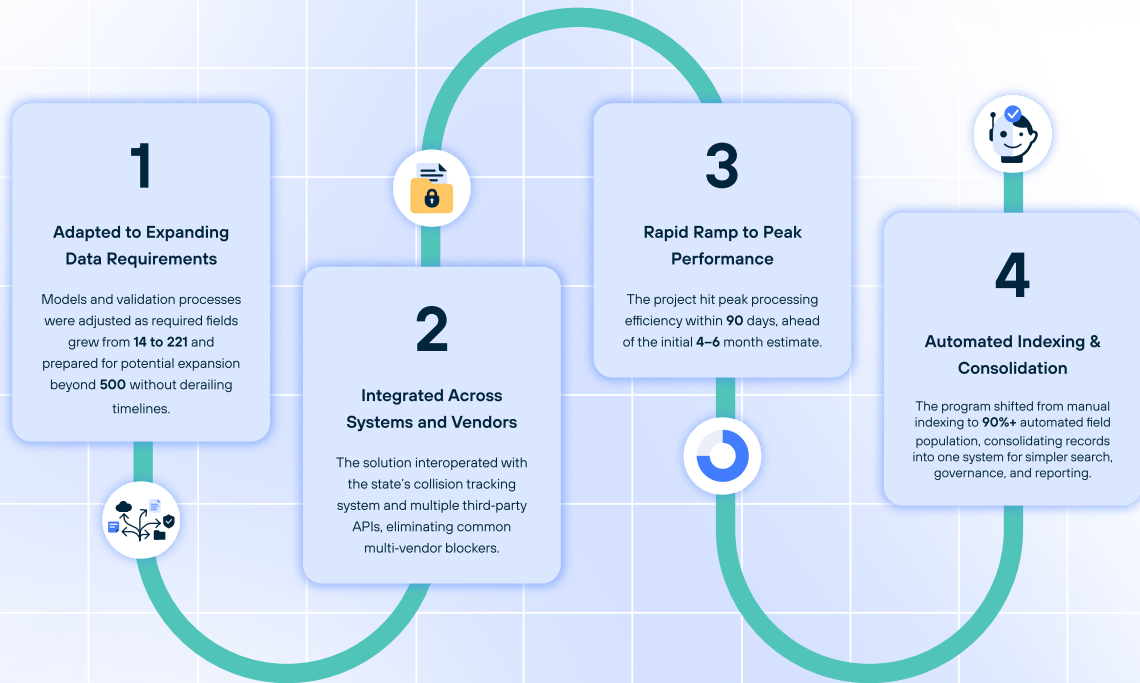 1
Adapted to Expanding
Data Requirements
Models and validation processes
were adjusted as required fields
grew from 14 to 221 and
prepared for potential expansion
beyond 500 without derailing
timelines.
2
Integrated Across
Systems and Vendors
The solution interoperated with
the state's collision tracking
system and multiple third-party
APIs, eliminating common
multi-vendor blockers.
3
Rapid Ramp to Peak
Performance
The project hit peak processing
efficiency within 90 days, ahead
of the initial 4–6 month estimate.
4
Automated Indexing &
Consolidation
The program shifted from manual
indexing to 90%+ automated field
population, consolidating records
into one system for simpler search,
governance, and reporting.